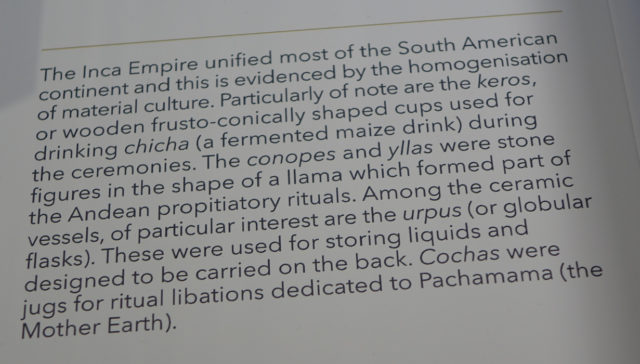 The Inca Empire unified most of the South American
continent and this is evidenced by the homogenisation
of material culture. Particularly of note are the keros,
or wooden frusto-conically shaped cups used for
drinking chicha (a fermented maize drink) during
the ceremonies. The conopes and yllas were stone
figures in the shape of a llama which formed part of
the Andean propitiatory rituals. Among the ceramic
vessels, of particular interest are the urpus (or globular
flasks). These were used for storing liquids and
designed to be carried on the back. Cochas were
jugs for ritual libations dedicated to Pachamama (the
Mother Earth).